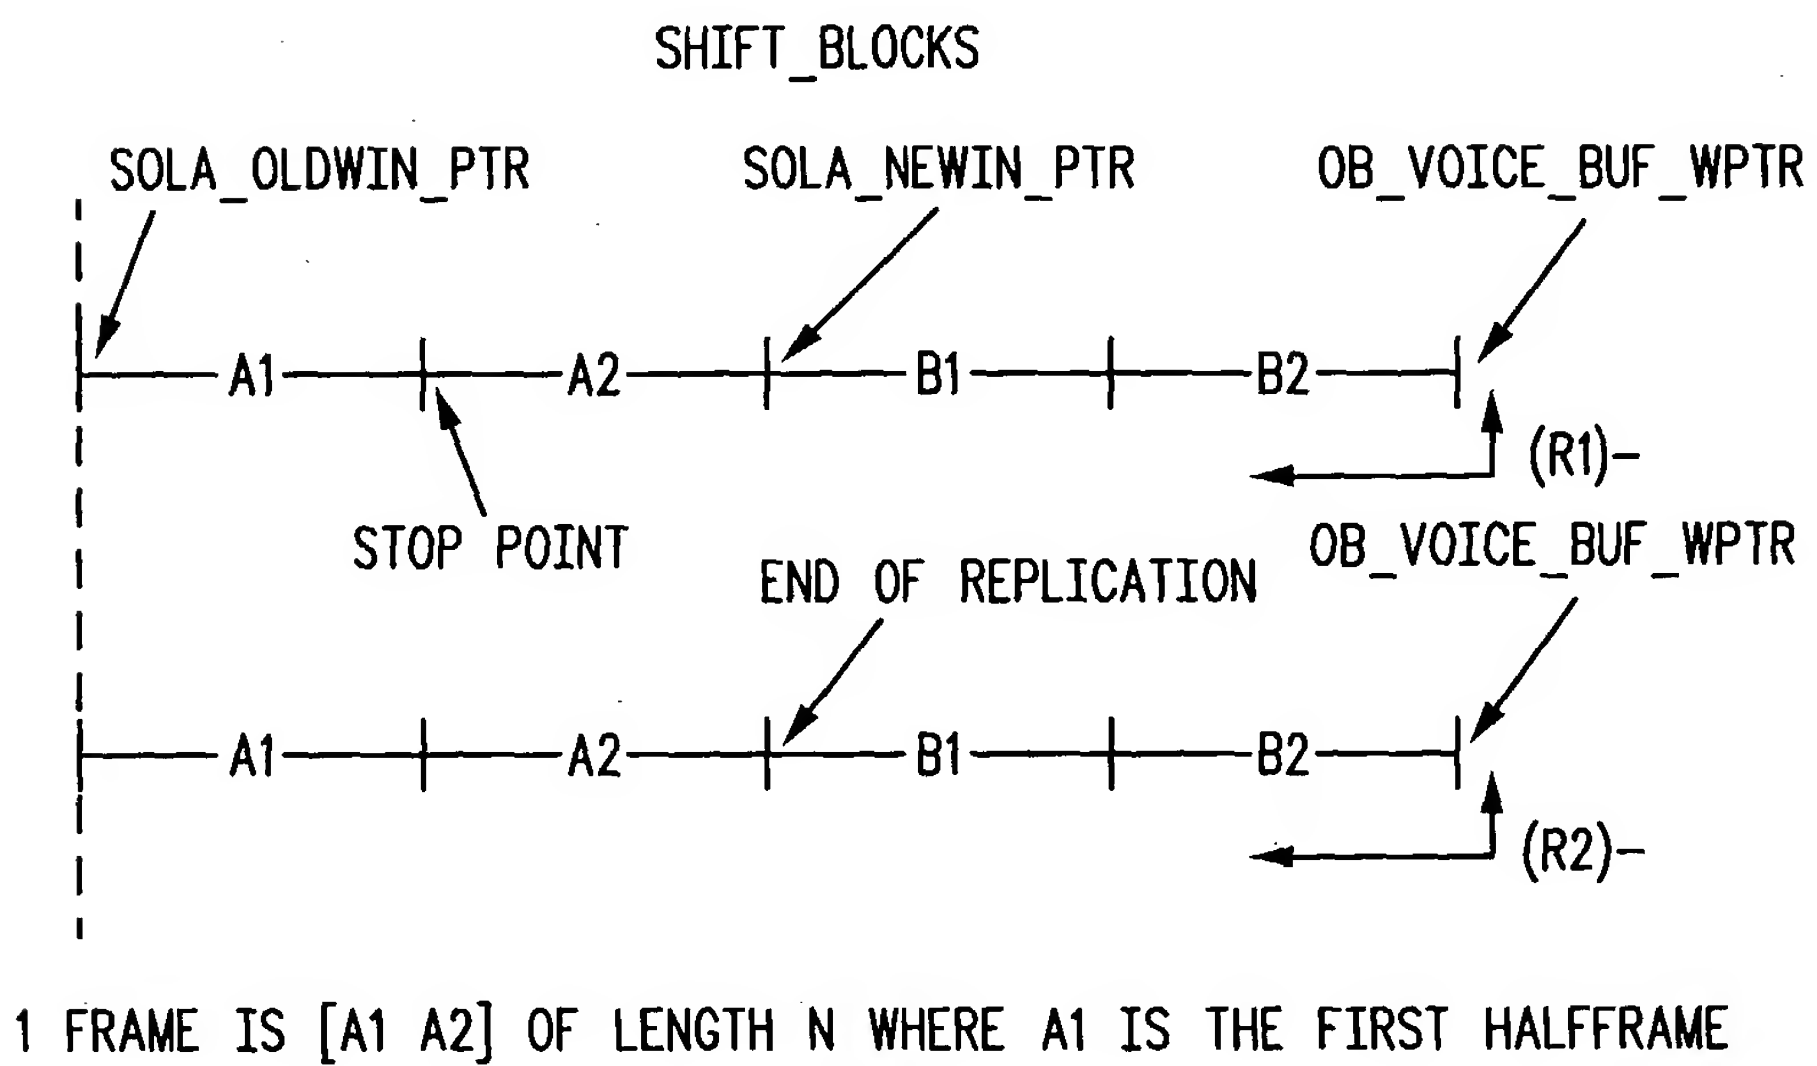 SHIFT_BLOCKS
SOLA_OLDWIN_PTR SOLA_NEWIN_PTR OB_VOICE_BUF_WPTR
A1 A2 B1 B2
(R1)–
STOP POINT OB_VOICE_BUF_WPTR
END OF REPLICATION
A1 A2 B1 B2
(R2)–
1 FRAME IS [A1 A2] OF LENGTH N WHERE A1 IS THE FIRST HALFFRAME